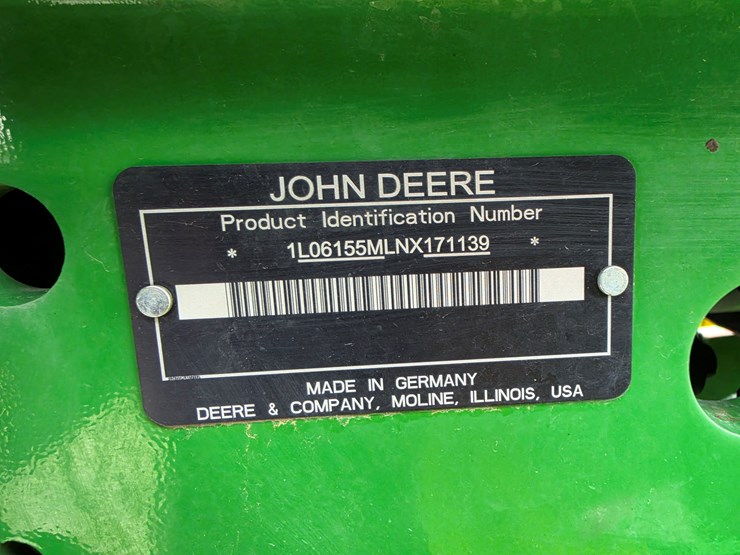 JOHN DEERE
Product Identification Number
* 1L06155MLNX171139 *
MADE IN GERMANY
DEERE & COMPANY, MOLINE, ILLINOIS, USA